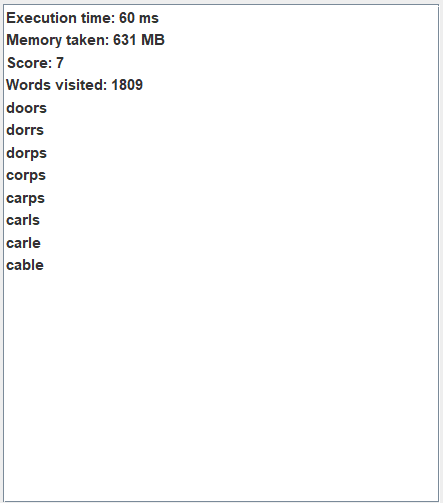 Execution time: 60 ms
Memory taken: 631 MB
Score: 7
Words visited: 1809
doors
dorrs
dorps
corps
carps
carls
carle
cable